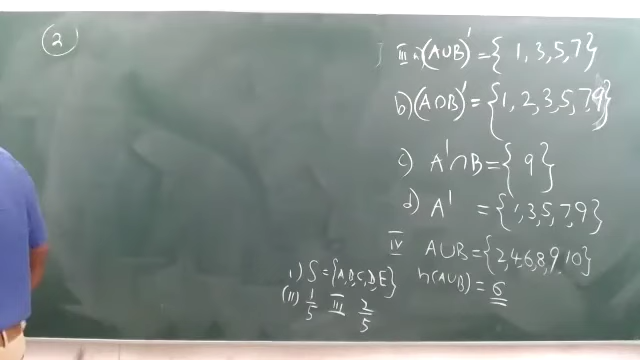 2
III a) (A∪B)' = { 1, 3, 5, 7}
b) (A∩B)' = {1, 2, 3, 5, 7, 9}
c) A' ∩ B = { 9 }
d) A' = {1, 3, 5, 7, 9}
IV A∪B = {2, 4, 6, 8, 9, 10}
n(A∪B) = 6
i) S = {A, B, C, D, E}
(ii) 1/5 III 2/5